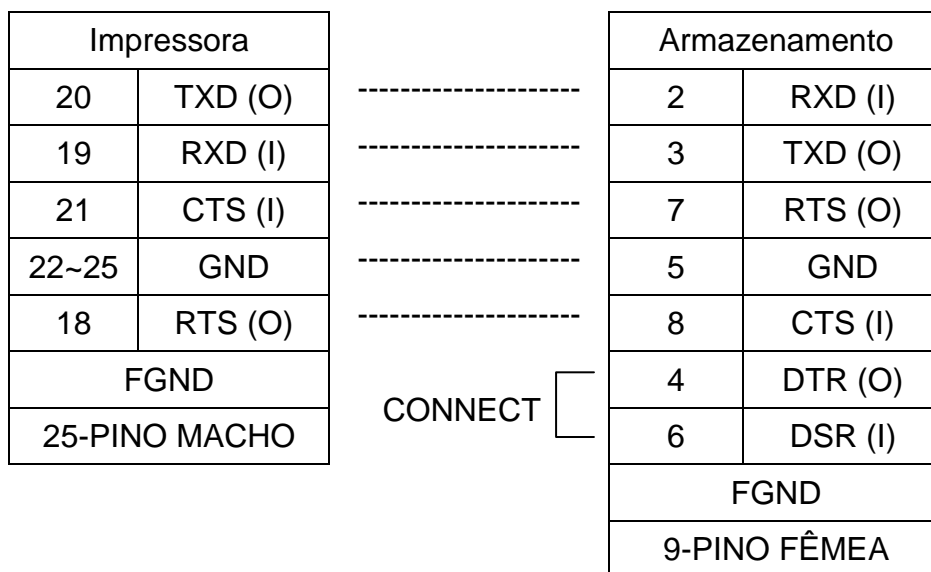 Impressora Armazenamento
20 TXD (O) --------------------- 2 RXD (I)
19 RXD (I) --------------------- 3 TXD (O)
21 CTS (I) --------------------- 7 RTS (O)
22~25 GND --------------------- 5 GND
18 RTS (O) --------------------- 8 CTS (I)
FGND 4 DTR (O)
CONNECT
25-PINO MACHO 6 DSR (I)
FGND
9-PINO FÊMEA